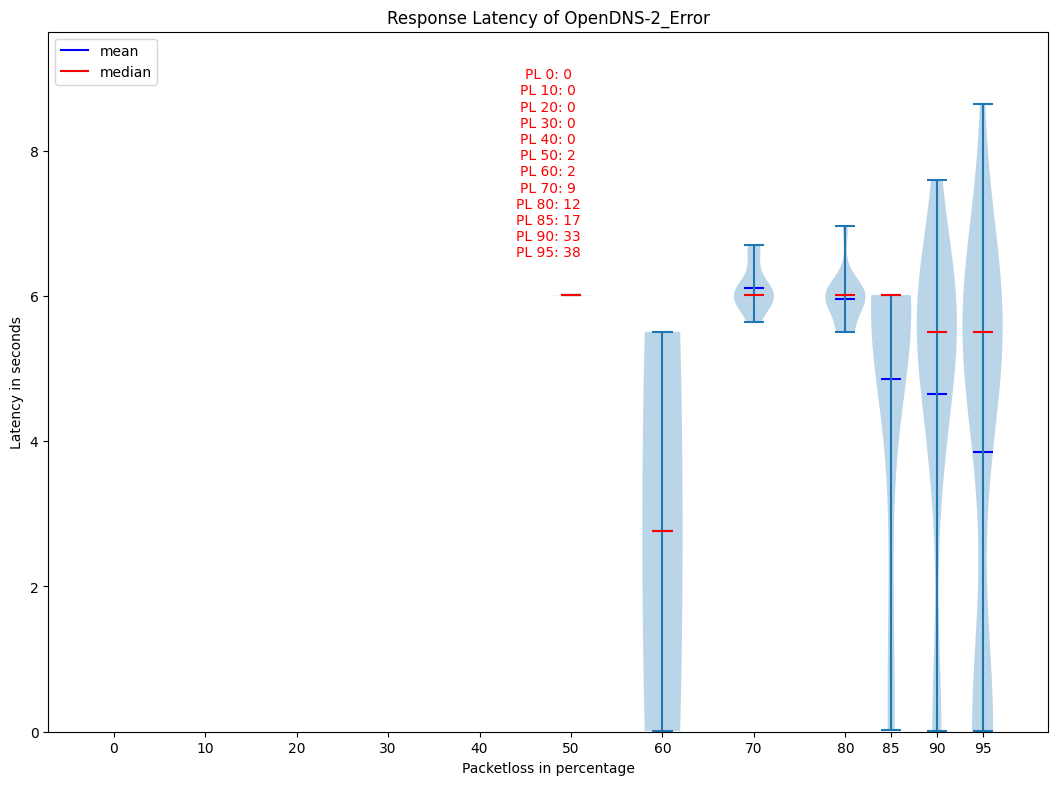 Response Latency of OpenDNS-2_Error
mean
median
PL 0: 0
PL 10: 0
PL 20: 0
PL 30: 0
PL 40: 0
PL 50: 2
PL 60: 2
PL 70: 9
PL 80: 12
PL 85: 17
PL 90: 33
PL 95: 38
Latency in seconds
8
6
4
2
0
0 10 20 30 40 50 60 70 80 85 90 95
Packetloss in percentage